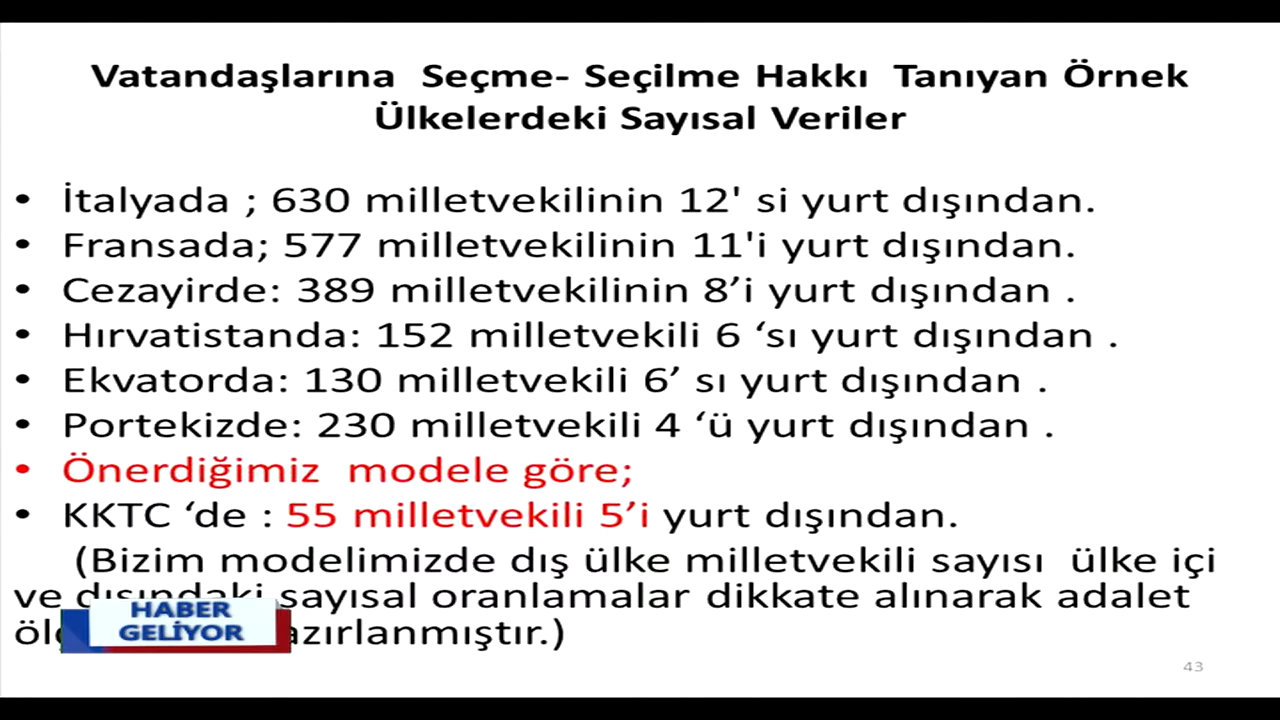 Vatandaşlarına Seçme- Seçilme Hakkı Tanıyan Örnek
Ülkelerdeki Sayısal Veriler
• İtalyada ; 630 milletvekilinin 12' si yurt dışından.
• Fransada; 577 milletvekilinin 11'i yurt dışından.
• Cezayirde: 389 milletvekilinin 8’i yurt dışından .
• Hırvatistanda: 152 milletvekili 6 ‘sı yurt dışından .
• Ekvatorda: 130 milletvekili 6’ sı yurt dışından .
• Portekizde: 230 milletvekili 4 ‘ü yurt dışından .
• Önerdiğimiz modele göre;
• KKTC ‘de : 55 milletvekili 5’i yurt dışından.
(Bizim modelimizde dış ülke milletvekili sayısı ülke içi
ve dışındaki sayısal oranlamalar dikkate alınarak adalet
azırlanmıştır.)
HABER
GELİYOR
43